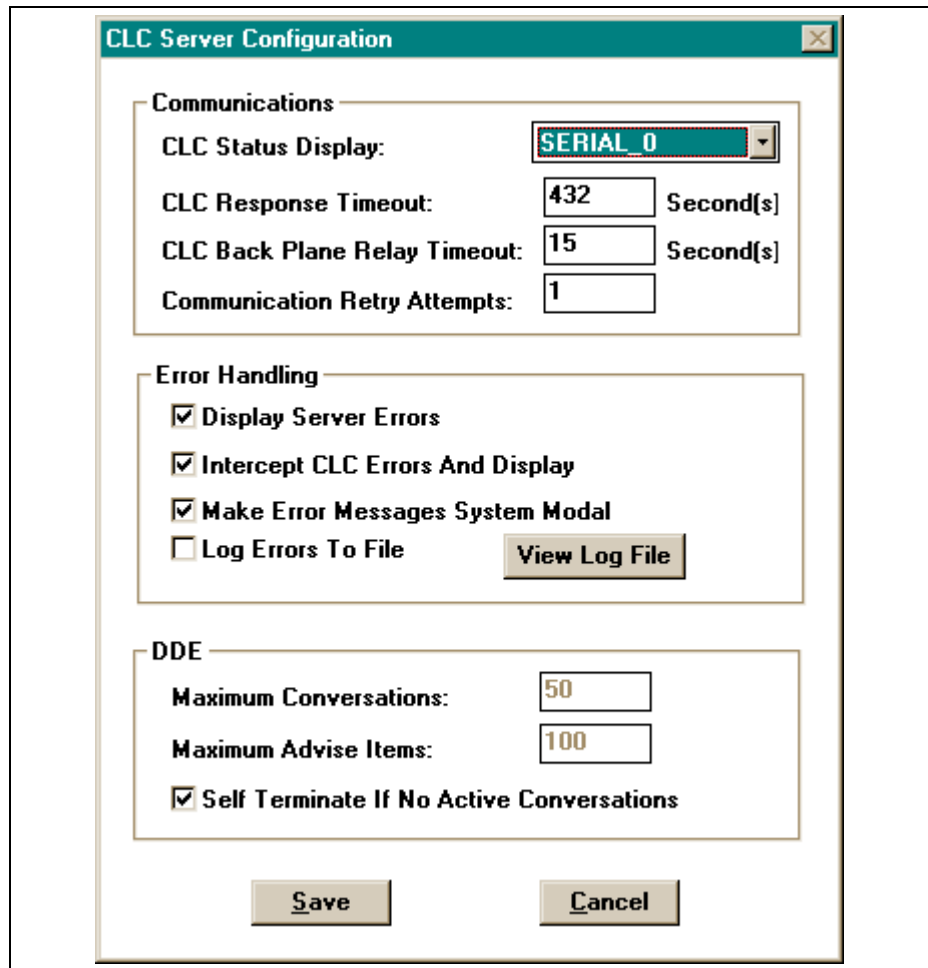 CLC Server Configuration
Communications
CLC Status Display: SERIAL_0
CLC Response Timeout: 432 Second[s]
CLC Back Plane Relay Timeout: 15 Second[s]
Communication Retry Attempts: 1
Error Handling
Display Server Errors
Intercept CLC Errors And Display
Make Error Messages System Modal
Log Errors To File View Log File
DDE
Maximum Conversations: 50
Maximum Advise Items: 100
Self Terminate If No Active Conversations
Save Cancel